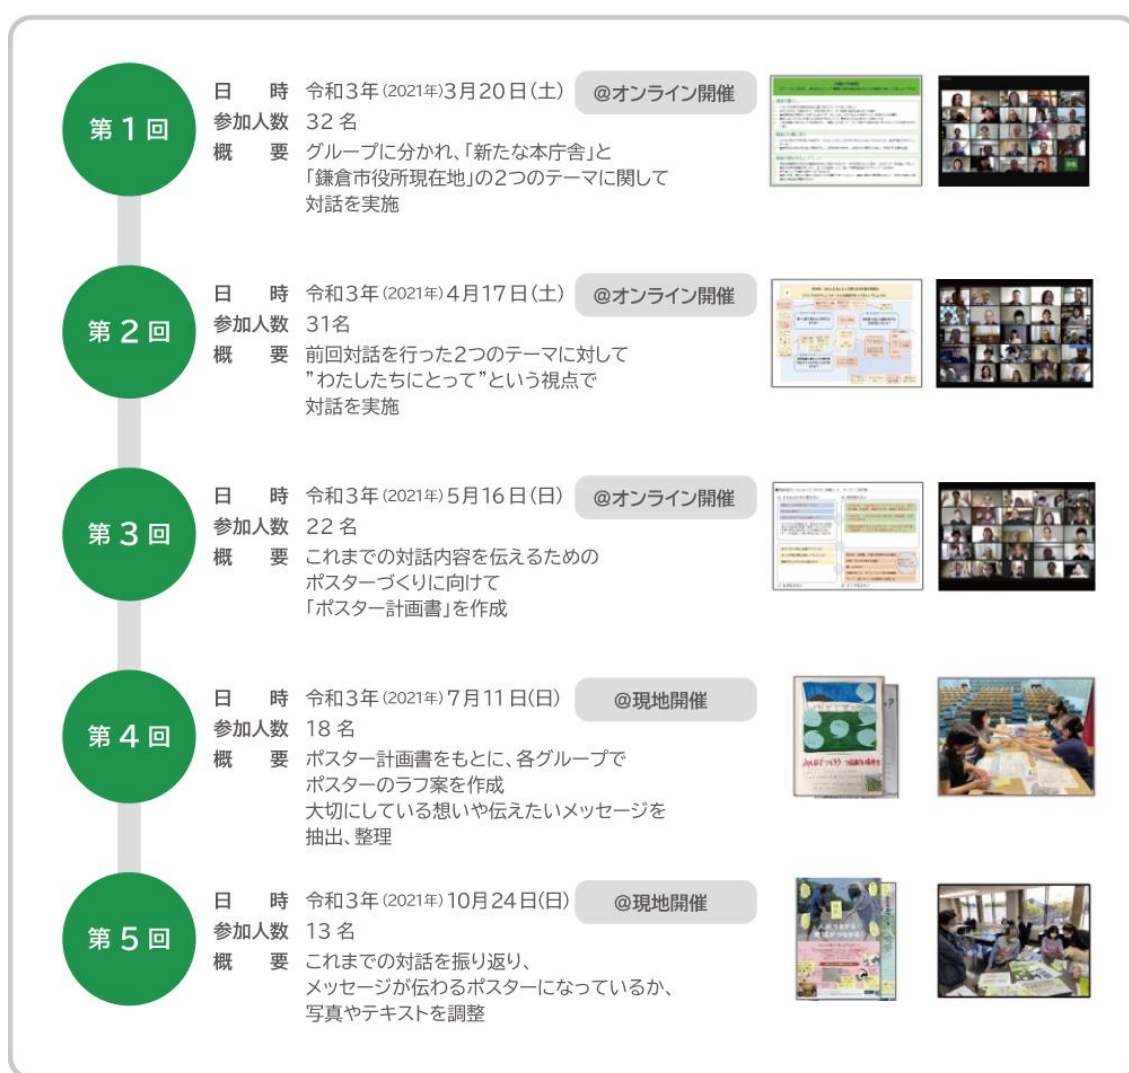 第1回
日　時 令和3年(2021年)3月20日(土) @オンライン開催
参加人数 32名
概　要 グループに分かれ、「新たな本庁舎」と
「鎌倉市役所現在地」の2つのテーマに関して
対話を実施
第2回
日　時 令和3年(2021年)4月17日(土) @オンライン開催
参加人数 31名
概　要 前回対話を行った2つのテーマに対して
”わたしたちにとって”という視点で
対話を実施
第3回
日　時 令和3年(2021年)5月16日(日) @オンライン開催
参加人数 22名
概　要 これまでの対話内容を伝えるための
ポスターづくりに向けて
「ポスター計画書」を作成
第4回
日　時 令和3年(2021年)7月11日(日) @現地開催
参加人数 18名
概　要 ポスター計画書をもとに、各グループで
ポスターのラフ案を作成
大切にしている想いや伝えたいメッセージを
抽出、整理
第5回
日　時 令和3年(2021年)10月24日(日) @現地開催
参加人数 13名
概　要 これまでの対話を振り返り、
メッセージが伝わるポスターになっているか、
写真やテキストを調整